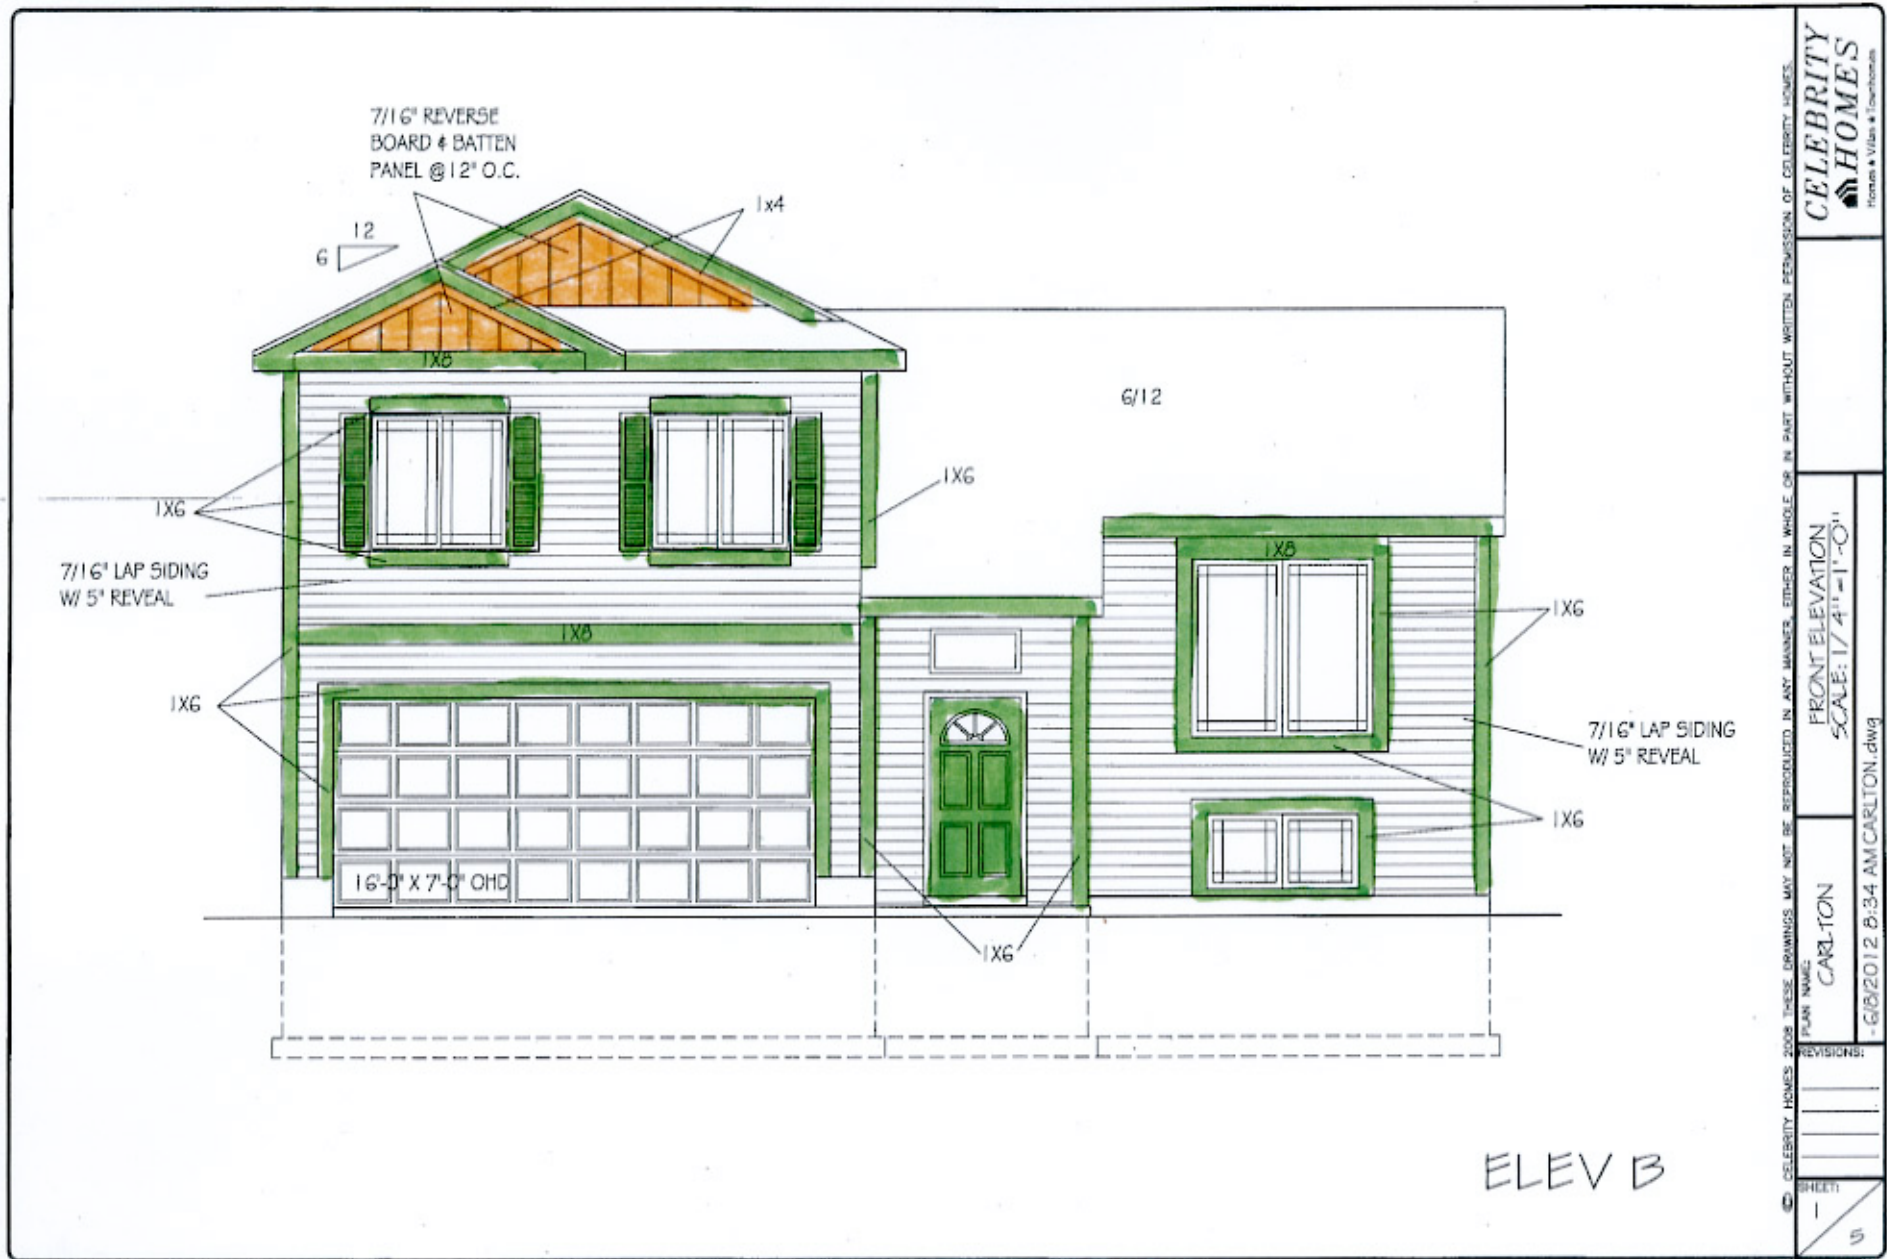 7/16" REVERSE
BOARD & BATTEN
PANEL @12" O.C.
1x4
12
6
1X8
6/12
1X6
1X6
7/16" LAP SIDING
W/ 5" REVEAL
1X8
1X8
1X6
1X6
7/16" LAP SIDING
W/ 5" REVEAL
1X6
16'-0" X 7'-0" OHD
1X6
ELEV B
CELEBRITY
HOMES
Homes ♦ Villas ♦ Townhomes
© CELEBRITY HOMES 2008 THESE DRAWINGS MAY NOT BE REPRODUCED IN ANY MANNER, EITHER IN WHOLE OR IN PART WITHOUT WRITTEN PERMISSION OF CELEBRITY HOMES.
FRONT ELEVATION
SCALE: 1/4"=1'-0"
PLAN NAME:
CARLTON
- 6/8/2012 8:34 AM CARLTON.dwg
REVISIONS:
SHEET:
1
5